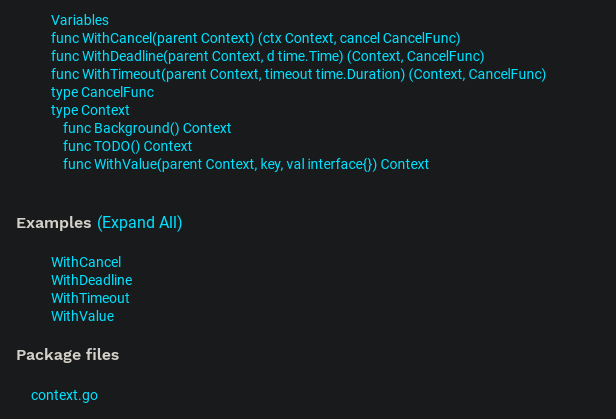 Variables
func WithCancel(parent Context) (ctx Context, cancel CancelFunc)
func WithDeadline(parent Context, d time.Time) (Context, CancelFunc)
func WithTimeout(parent Context, timeout time.Duration) (Context, CancelFunc)
type CancelFunc
type Context
func Background() Context
func TODO() Context
func WithValue(parent Context, key, val interface{}) Context
Examples (Expand All)
WithCancel
WithDeadline
WithTimeout
WithValue
Package files
context.go